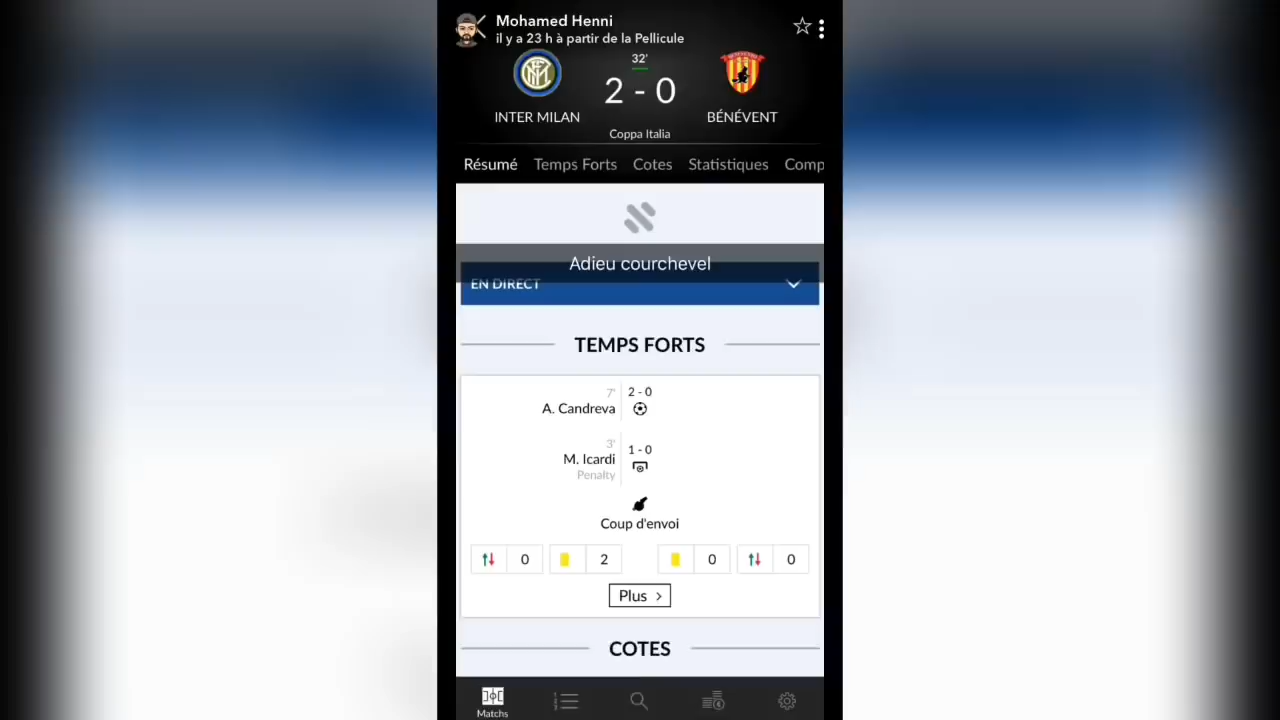 Mohamed Henni
il y a 23 h à partir de la Pellicule
32'
2 - 0
INTER MILAN
BÉNÉVENT
Coppa Italia
Résumé Temps Forts Cotes Statistiques Comp
Adieu courchevel
EN DIRECT
TEMPS FORTS
7' 2 - 0
A. Candreva
3' 1 - 0
M. Icardi
Penalty
Coup d'envoi
0 2 0 0
Plus >
COTES
Matchs